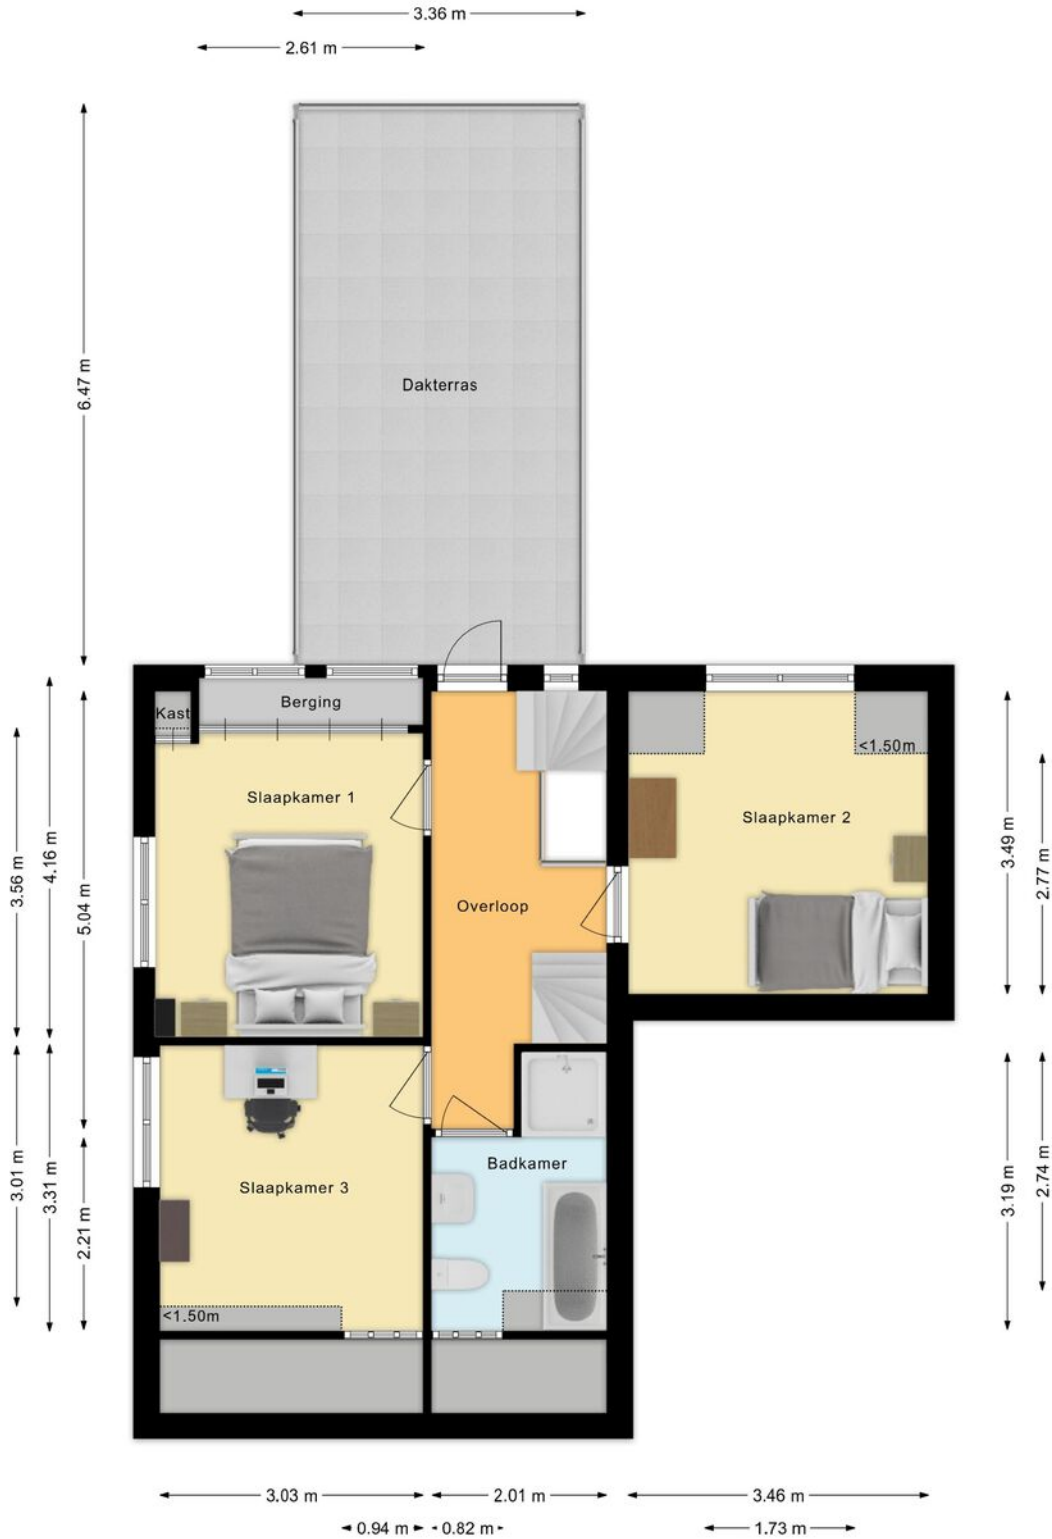 3.36 m
2.61 m
6.47 m
Dakterras
Kast
Berging
<1.50m
Slaapkamer 1
Slaapkamer 2
3.56 m
4.16 m
5.04 m
3.49 m
2.77 m
Overloop
Badkamer
Slaapkamer 3
3.01 m
3.31 m
2.21 m
3.19 m
2.74 m
<1.50m
3.03 m
2.01 m
3.46 m
0.94 m
0.82 m
1.73 m